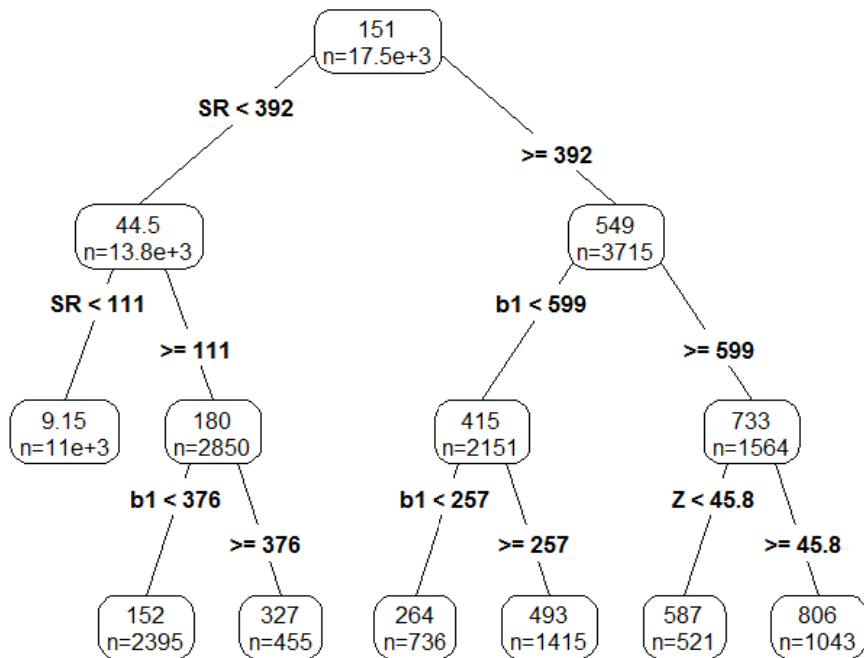 151
n=17.5e+3
SR < 392
>= 392
44.5
n=13.8e+3
549
n=3715
SR < 111
>= 111
b1 < 599
>= 599
9.15
n=11e+3
180
n=2850
415
n=2151
733
n=1564
b1 < 376
>= 376
b1 < 257
>= 257
Z < 45.8
>= 45.8
152
n=2395
327
n=455
264
n=736
493
n=1415
587
n=521
806
n=1043